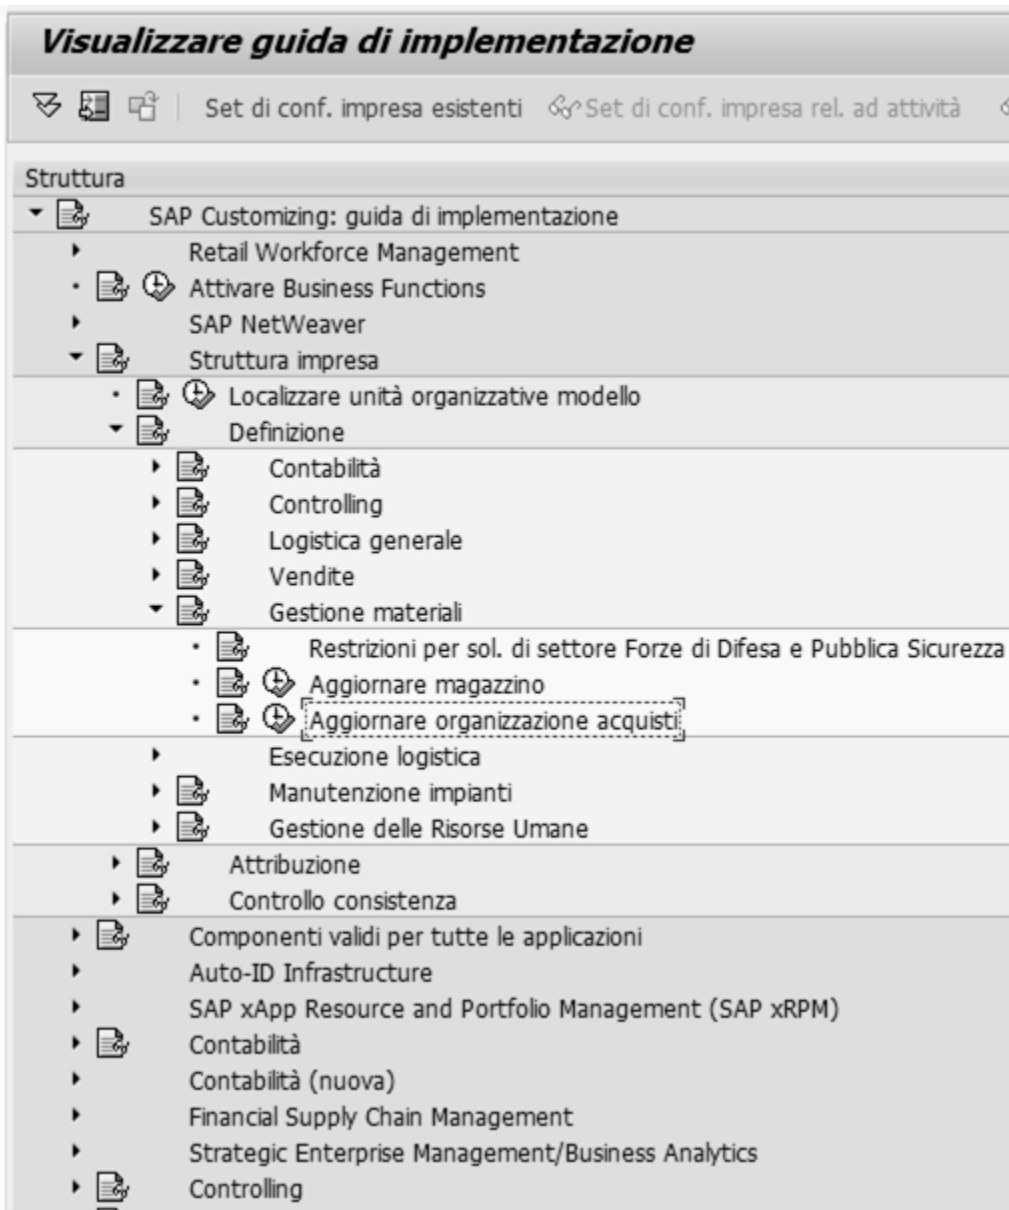 Visualizzare guida di implementazione
Set di conf. impresa esistenti Set di conf. impresa rel. ad attività
Struttura
SAP Customizing: guida di implementazione
Retail Workforce Management
Attivare Business Functions
SAP NetWeaver
Struttura impresa
Localizzare unità organizzative modello
Definizione
Contabilità
Controlling
Logistica generale
Vendite
Gestione materiali
Restrizioni per sol. di settore Forze di Difesa e Pubblica Sicurezza
Aggiornare magazzino
Aggiornare organizzazione acquisti
Esecuzione logistica
Manutenzione impianti
Gestione delle Risorse Umane
Attribuzione
Controllo consistenza
Componenti validi per tutte le applicazioni
Auto-ID Infrastructure
SAP xApp Resource and Portfolio Management (SAP xRPM)
Contabilità
Contabilità (nuova)
Financial Supply Chain Management
Strategic Enterprise Management/Business Analytics
Controlling